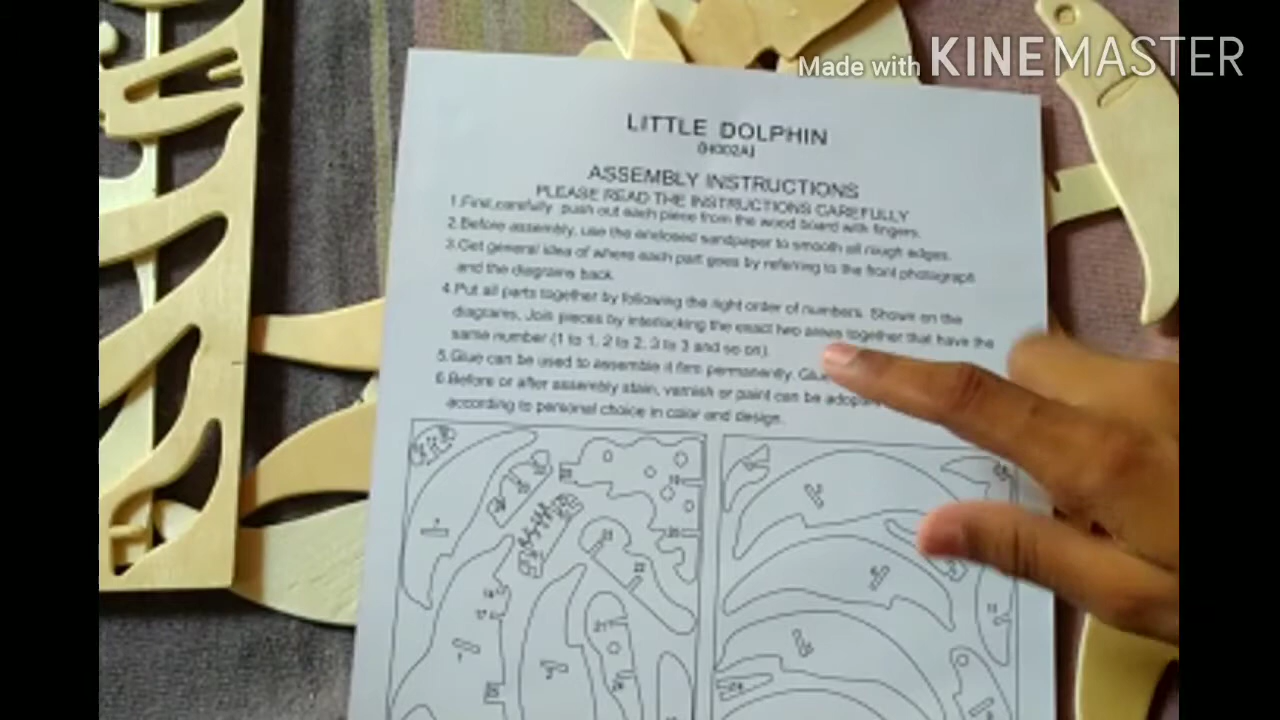 Made with KINEMASTER
LITTLE DOLPHIN
(H002A)
ASSEMBLY INSTRUCTIONS
PLEASE READ THE INSTRUCTIONS CAREFULLY
1.First,carefully push out each piece from the wood board with fingers.
2.Before assembly, use the enclosed sandpaper to smooth all rough edges.
3.Get general idea of where each part goes by referring to the front photograph
and the diagrams back.
4.Put all parts together by following the right order of numbers. Shown on the
diagrams, Join pieces by interlocking the exact two areas together that have the
same number (1 to 1, 2 to 2, 3 to 3 and so on).
5.Glue can be used to assemble it firm permanently. Glue
6.Before or after assembly stain, varnish or paint can be
according to personal choice in color and design.